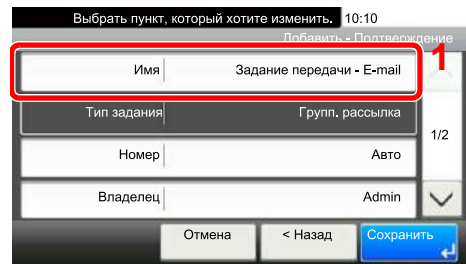 Выбрать пункт, который хотите изменить. 10:10
Добавить - Подтверждение
1
Имя Задание передачи - E-mail
Тип задания Групп. рассылка
1/2
Номер Авто
Владелец Admin
Отмена < Назад Сохранить